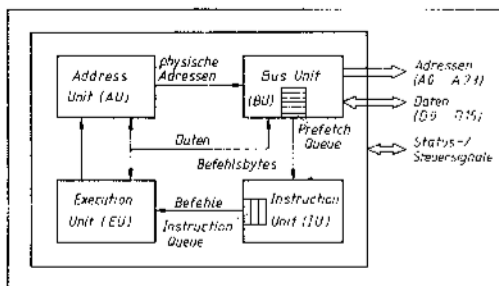 Address
Unit (AU)
physische
Adressen
Bus Unit
(BU)
Prefetch
Queue
Adressen
(A0 A23)
Daten
(D0 D15)
Status-/
Steuersignale
Daten
Befehlsbytes
Execution
Unit (EU)
Befehle
Instruction
Queue
Instruction
Unit (IU)